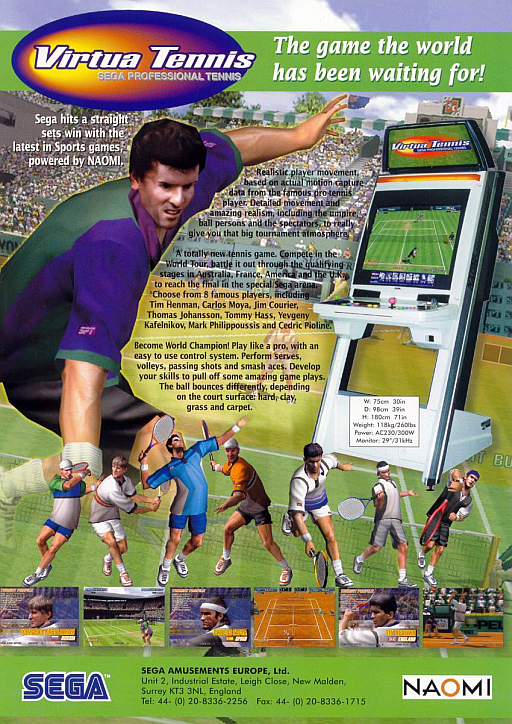 Virtua Tennis
SEGA PROFESSIONAL TENNIS
The game the world
has been waiting for!
Sega hits a straight
sets win with the
latest in Sports games,
powered by NAOMI.
Realistic player movement,
based on actual motion capture
data from the famous pro-tennis
player. Detailed movement and
amazing realism, including the umpire,
ball persons and the spectators, to really
give you that big tournament atmosphere.
A totally new tennis game. Compete in the
World Tour, battle it out through the qualifying
stages in Australia, France, America and the U.K.
to reach the final in the special Sega arena.
Choose from 8 famous players, including
Tim Henman, Carlos Moya, Jim Courier,
Thomas Johansson, Tommy Hass, Yevgeny
Kafelnikov, Mark Philippoussis and Cedric Pioline.
Become World Champion! Play like a pro, with an
easy to use control system. Perform serves,
volleys, passing shots and smash aces. Develop
your skills to pull off some amazing game plays.
The ball bounces differently, depending
on the court surface: hard, clay,
grass and carpet.
Virtua Tennis
W: 75cm 30in
D: 98cm 39in
H: 180cm 71in
Weight: 118kg/260lbs
Power: AC230/300W
Monitor: 29"/31kHz
SEGA
SEGA AMUSEMENTS EUROPE, Ltd.
Unit 2, Industrial Estate, Leigh Close, New Malden,
Surrey KT3 3NL, England
Tel: 44- (0) 20-8336-2256 Fax: 44- (0) 20-8336-1715
NAOMI